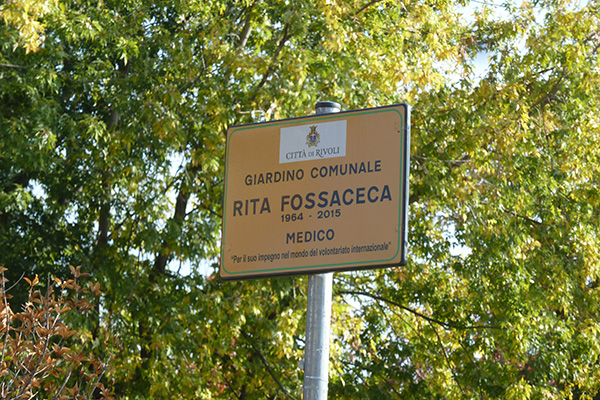 CITTÀ DI RIVOLI
GIARDINO COMUNALE
RITA FOSSACECA
1964 - 2015
MEDICO
"Per il suo impegno nel mondo del volontariato internazionale"